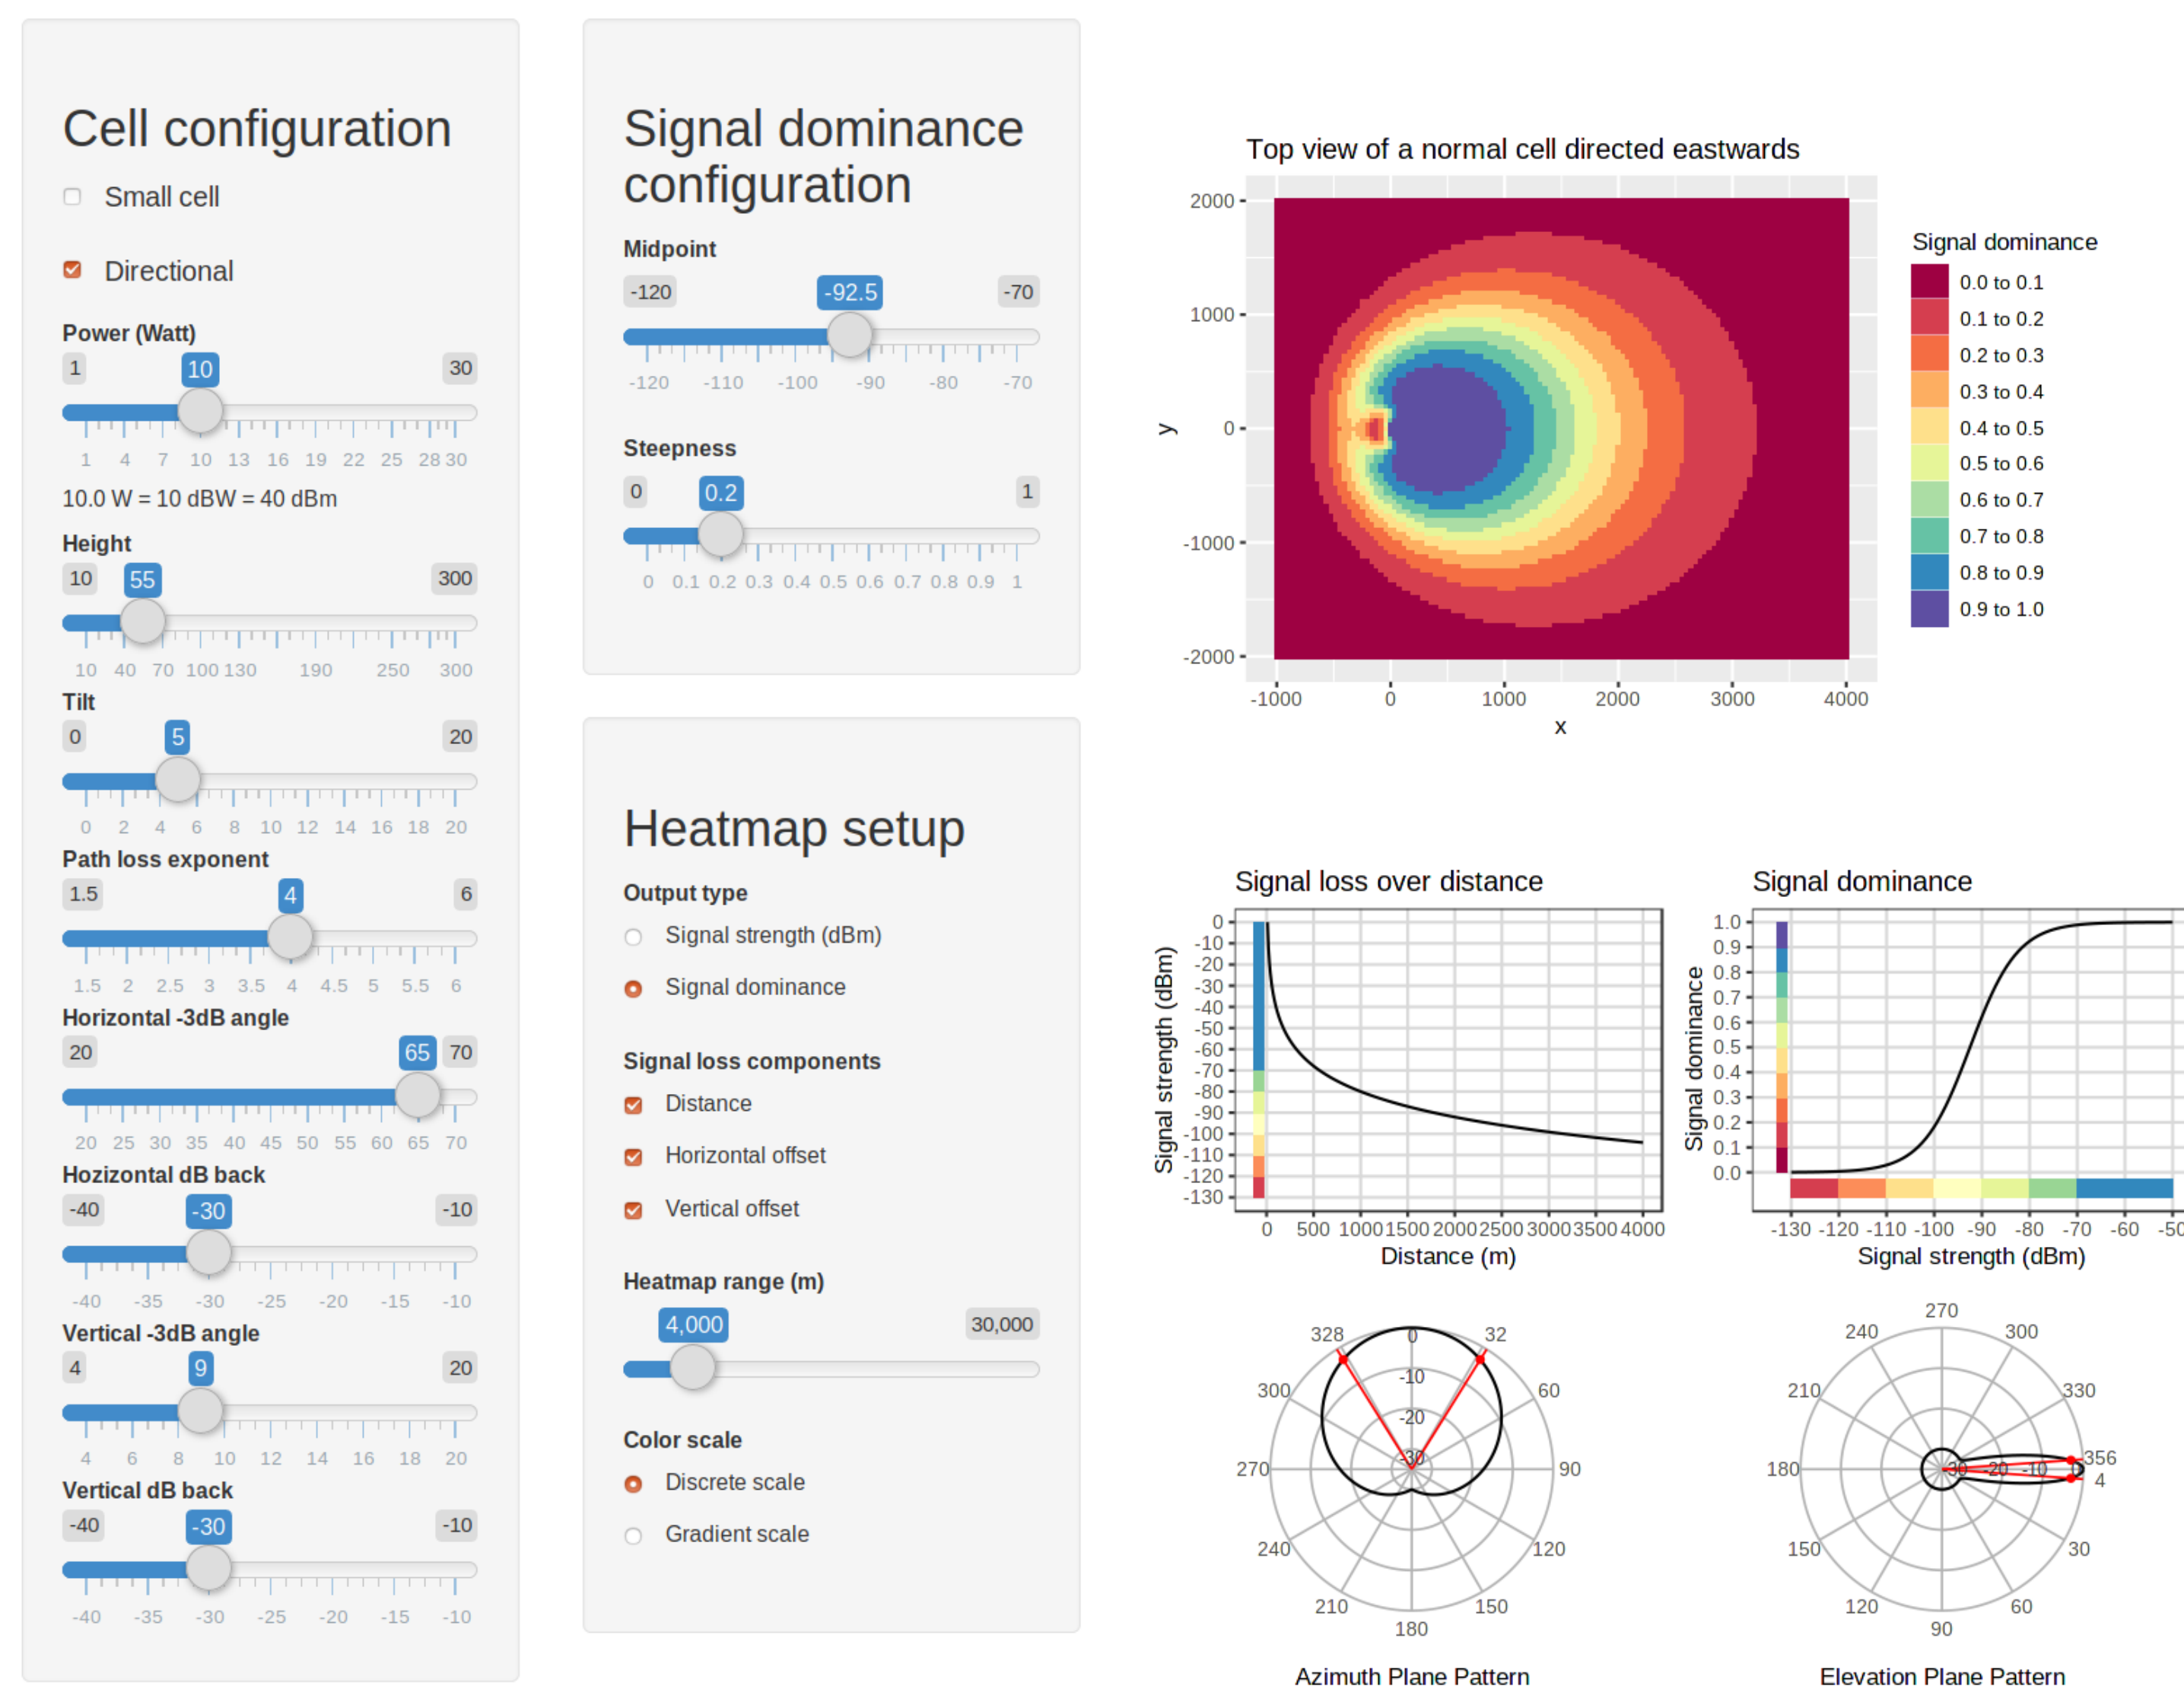 Cell configuration
Small cell
Directional
Power (Watt)
1 10 30
1 4 7 10 13 16 19 22 25 28 30
10.0 W = 10 dBW = 40 dBm
Height
10 55 300
10 40 70 100 130 190 250 300
Tilt
0 5 20
0 2 4 6 8 10 12 14 16 18 20
Path loss exponent
1.5 4 6
1.5 2 2.5 3 3.5 4 4.5 5 5.5 6
Horizontal -3dB angle
20 65 70
20 25 30 35 40 45 50 55 60 65 70
Hozizontal dB back
-40 -30 -10
-40 -35 -30 -25 -20 -15 -10
Vertical -3dB angle
4 9 20
4 6 8 10 12 14 16 18 20
Vertical dB back
-40 -30 -10
-40 -35 -30 -25 -20 -15 -10
Signal dominance
configuration
Midpoint
-120 -92.5 -70
-120 -110 -100 -90 -80 -70
Steepness
0 0.2 1
0 0.1 0.2 0.3 0.4 0.5 0.6 0.7 0.8 0.9 1
Heatmap setup
Output type
Signal strength (dBm)
Signal dominance
Signal loss components
Distance
Horizontal offset
Vertical offset
Heatmap range (m)
4,000 30,000
Color scale
Discrete scale
Gradient scale
Top view of a normal cell directed eastwards
2000
1000
0
-1000
-2000
y
-1000 0 1000 2000 3000 4000
x
Signal dominance
0.0 to 0.1
0.1 to 0.2
0.2 to 0.3
0.3 to 0.4
0.4 to 0.5
0.5 to 0.6
0.6 to 0.7
0.7 to 0.8
0.8 to 0.9
0.9 to 1.0
Signal loss over distance
Signal strength (dBm)
0
-10
-20
-30
-40
-50
-60
-70
-80
-90
-100
-110
-120
-130
0 500 1000 1500 2000 2500 3000 3500 4000
Distance (m)
Signal dominance
Signal dominance
1.0
0.9
0.8
0.7
0.6
0.5
0.4
0.3
0.2
0.1
0.0
-130 -120 -110 -100 -90 -80 -70 -60 -50
Signal strength (dBm)
328 0 32
-10
300 60
-20
-30
270 90
240 120
210 150
180
Azimuth Plane Pattern
270
240 300
210 330
356
180 -30 -20 -10 0
4
150 30
120 60
90
Elevation Plane Pattern